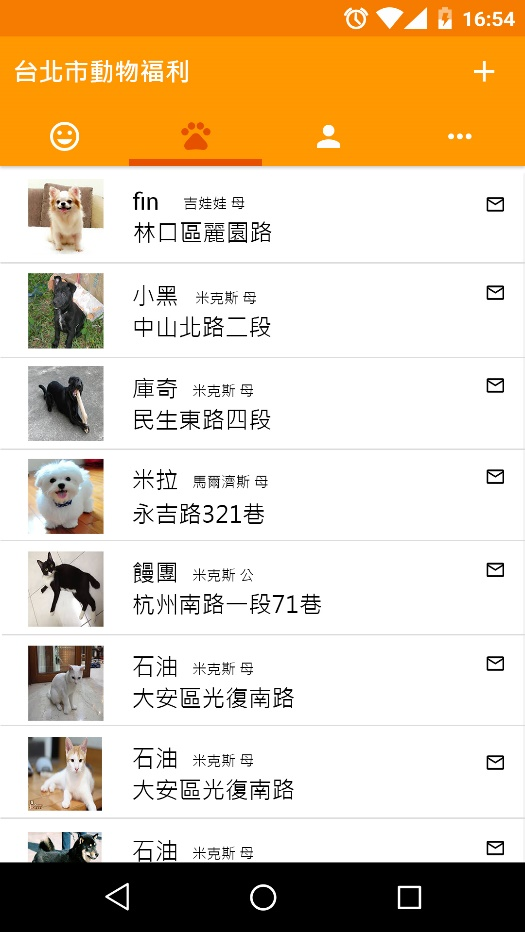 16:54
台北市動物福利
fin 吉娃娃 母
林口區麗園路
小黑 米克斯 母
中山北路二段
庫奇 米克斯 母
民生東路四段
米拉 馬爾濟斯 母
永吉路321巷
饅團 米克斯 公
杭州南路一段71巷
石油 米克斯 母
大安區光復南路
石油 米克斯 母
大安區光復南路
石油 米克斯 母